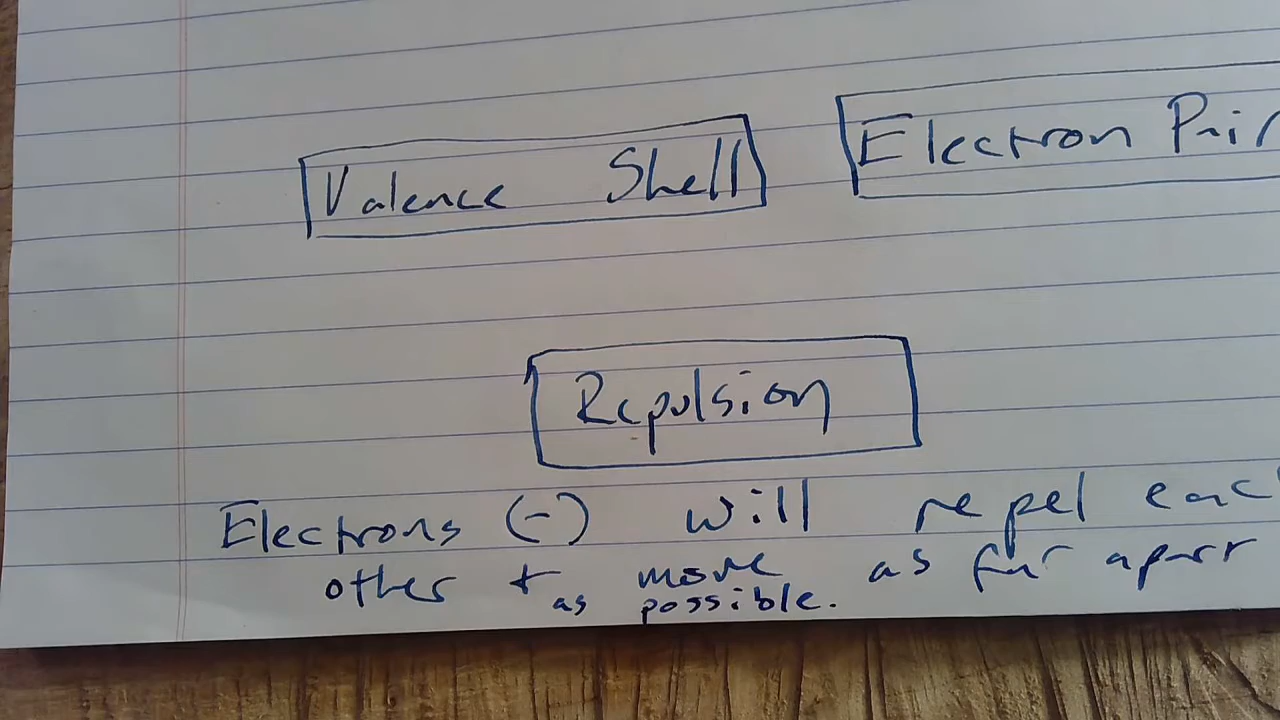 Valence Shell Electron Pair
Repulsion
Electrons (-) will repel each
other + move as far apart
as possible.